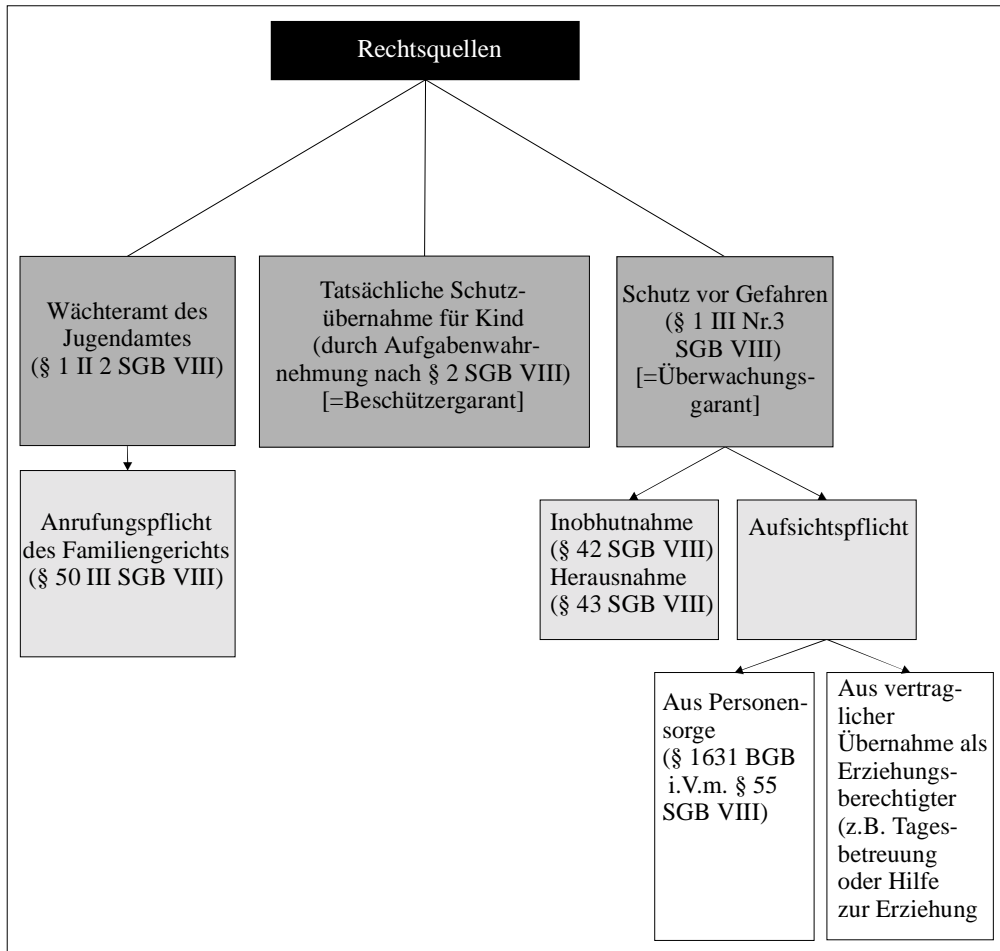 Rechtsquellen
Wächteramt des
Jugendamtes
(§ 1 II 2 SGB VIII)
Tatsächliche Schutz-
übernahme für Kind
(durch Aufgabenwahr-
nehmung nach § 2 SGB VIII)
[=Beschützergarant]
Schutz vor Gefahren
(§ 1 III Nr.3
SGB VIII)
[=Überwachungs-
garant]
Anrufungspflicht
des Familiengerichts
(§ 50 III SGB VIII)
Inobhutnahme
(§ 42 SGB VIII)
Herausnahme
(§ 43 SGB VIII)
Aufsichtspflicht
Aus Personen-
sorge
(§ 1631 BGB
i.V.m. § 55
SGB VIII)
Aus vertrag-
licher
Übernahme als
Erziehungs-
berechtigter
(z.B. Tages-
betreuung
oder Hilfe
zur Erziehung